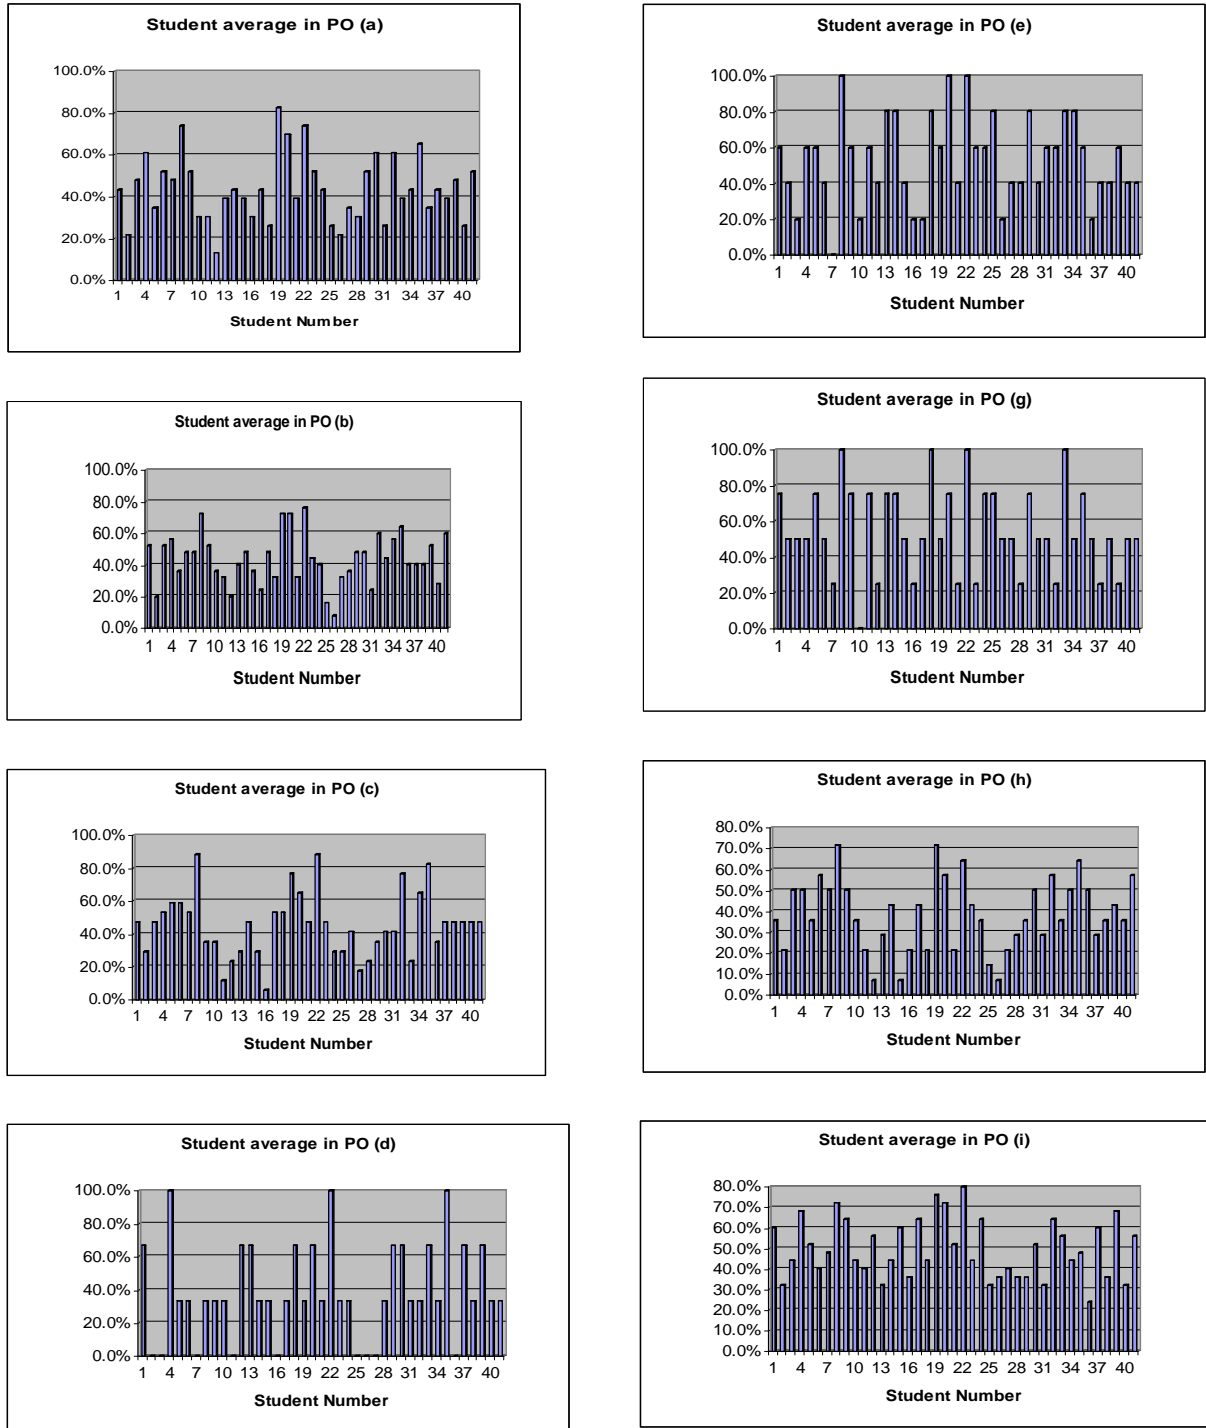 Student average in PO (a)
100.0%
80.0%
60.0%
40.0%
20.0%
0.0%
1 4 7 10 13 16 19 22 25 28 31 34 37 40
Student Number
Student average in PO (b)
100.0%
80.0%
60.0%
40.0%
20.0%
0.0%
1 4 7 10 13 16 19 22 25 28 31 34 37 40
Student Number
Student average in PO (c)
100.0%
80.0%
60.0%
40.0%
20.0%
0.0%
1 4 7 10 13 16 19 22 25 28 31 34 37 40
Student Number
Student average in PO (d)
100.0%
80.0%
60.0%
40.0%
20.0%
0.0%
1 4 7 10 13 16 19 22 25 28 31 34 37 40
Student Number
Student average in PO (e)
100.0%
80.0%
60.0%
40.0%
20.0%
0.0%
1 4 7 10 13 16 19 22 25 28 31 34 37 40
Student Number
Student average in PO (g)
100.0%
80.0%
60.0%
40.0%
20.0%
0.0%
1 4 7 10 13 16 19 22 25 28 31 34 37 40
Student Number
Student average in PO (h)
80.0%
70.0%
60.0%
50.0%
40.0%
30.0%
20.0%
10.0%
0.0%
1 4 7 10 13 16 19 22 25 28 31 34 37 40
Student Number
Student average in PO (i)
80.0%
70.0%
60.0%
50.0%
40.0%
30.0%
20.0%
10.0%
0.0%
1 4 7 10 13 16 19 22 25 28 31 34 37 40
Student Number